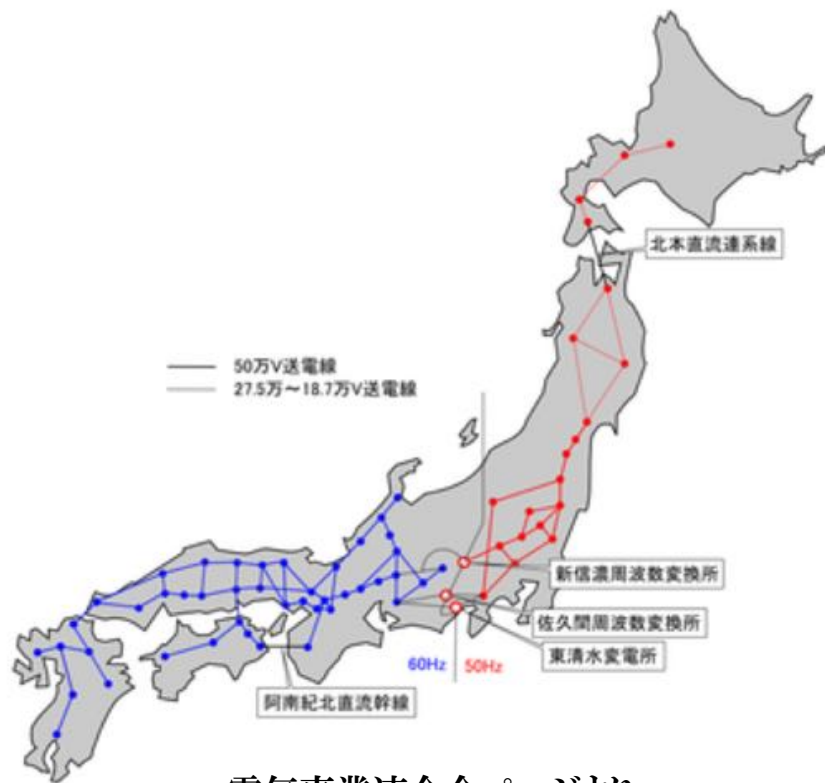 北本直流連系線
50万V送電線
27.5万～18.7万V送電線
新信濃周波数変換所
佐久間周波数変換所
東清水変電所
60Hz
50Hz
阿南紀北直流幹線